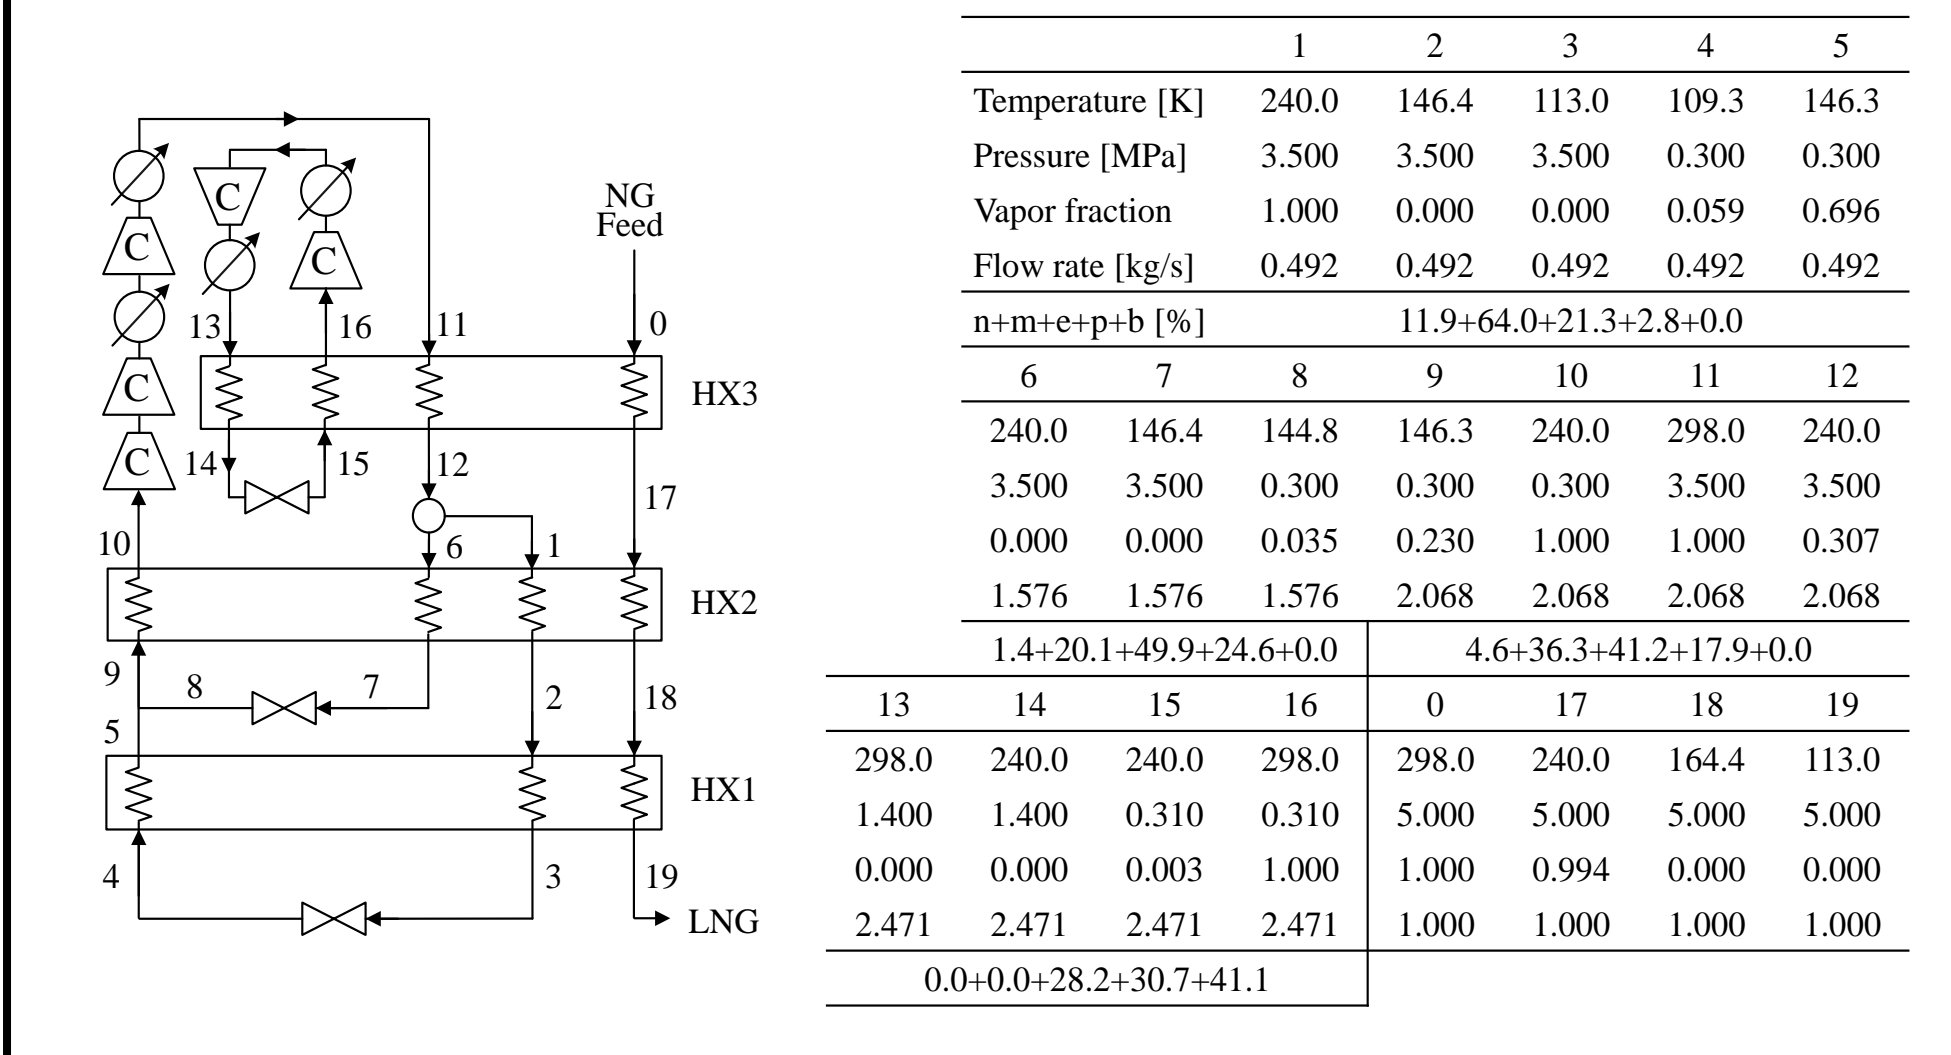 C
C
C
C
C
C
NG
Feed
13
16
11
0
HX3
14
15
12
17
10
6
1
HX2
9
8
7
2
18
5
HX1
4
3
19
LNG
1 2 3 4 5
Temperature [K] 240.0 146.4 113.0 109.3 146.3
Pressure [MPa] 3.500 3.500 3.500 0.300 0.300
Vapor fraction 1.000 0.000 0.000 0.059 0.696
Flow rate [kg/s] 0.492 0.492 0.492 0.492 0.492
n+m+e+p+b [%] 11.9+64.0+21.3+2.8+0.0
6 7 8 9 10 11 12
240.0 146.4 144.8 146.3 240.0 298.0 240.0
3.500 3.500 0.300 0.300 0.300 3.500 3.500
0.000 0.000 0.035 0.230 1.000 1.000 0.307
1.576 1.576 1.576 2.068 2.068 2.068 2.068
1.4+20.1+49.9+24.6+0.0 4.6+36.3+41.2+17.9+0.0
13 14 15 16 0 17 18 19
298.0 240.0 240.0 298.0 298.0 240.0 164.4 113.0
1.400 1.400 0.310 0.310 5.000 5.000 5.000 5.000
0.000 0.000 0.003 1.000 1.000 0.994 0.000 0.000
2.471 2.471 2.471 2.471 1.000 1.000 1.000 1.000
0.0+0.0+28.2+30.7+41.1